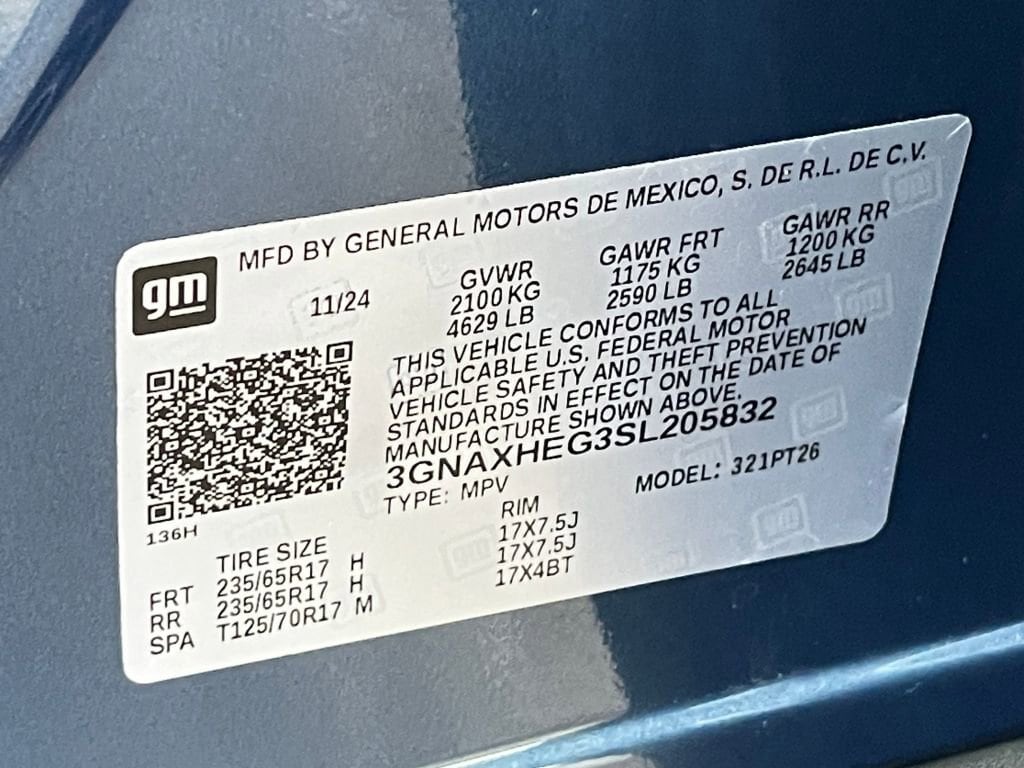 MFD BY GENERAL MOTORS DE MEXICO, S. DE R.L. DE C.V.
gm
11/24
GVWR
2100 KG
4629 LB
GAWR FRT
1175 KG
2590 LB
GAWR RR
1200 KG
2645 LB
THIS VEHICLE CONFORMS TO ALL
APPLICABLE U.S. FEDERAL MOTOR
VEHICLE SAFETY AND THEFT PREVENTION
STANDARDS IN EFFECT ON THE DATE OF
MANUFACTURE SHOWN ABOVE.
3GNAXHEG3SL205832
TYPE: MPV MODEL: 321PT26
136H
TIRE SIZE RIM
FRT 235/65R17 H 17X7.5J
RR 235/65R17 H 17X7.5J
SPA T125/70R17 M 17X4BT